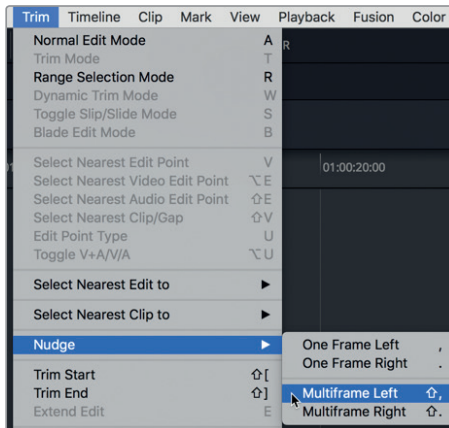 Trim Timeline Clip Mark View Playback Fusion Color
Normal Edit Mode A
R
Trim Mode T
Range Selection Mode R
Dynamic Trim Mode W
Toggle Slip/Slide Mode S
Blade Edit Mode B
Select Nearest Edit Point V
01:00:20:00
Select Nearest Video Edit Point ⌥E
Select Nearest Audio Edit Point ⇧E
Select Nearest Clip/Gap ⇧V
Edit Point Type U
Toggle V+A/V/A ⌥U
Select Nearest Edit to ▶
Select Nearest Clip to ▶
Nudge ▶
One Frame Left ,
One Frame Right .
Trim Start ⇧[
Trim End ⇧]
Multiframe Left ⇧,
Extend Edit E
Multiframe Right ⇧.